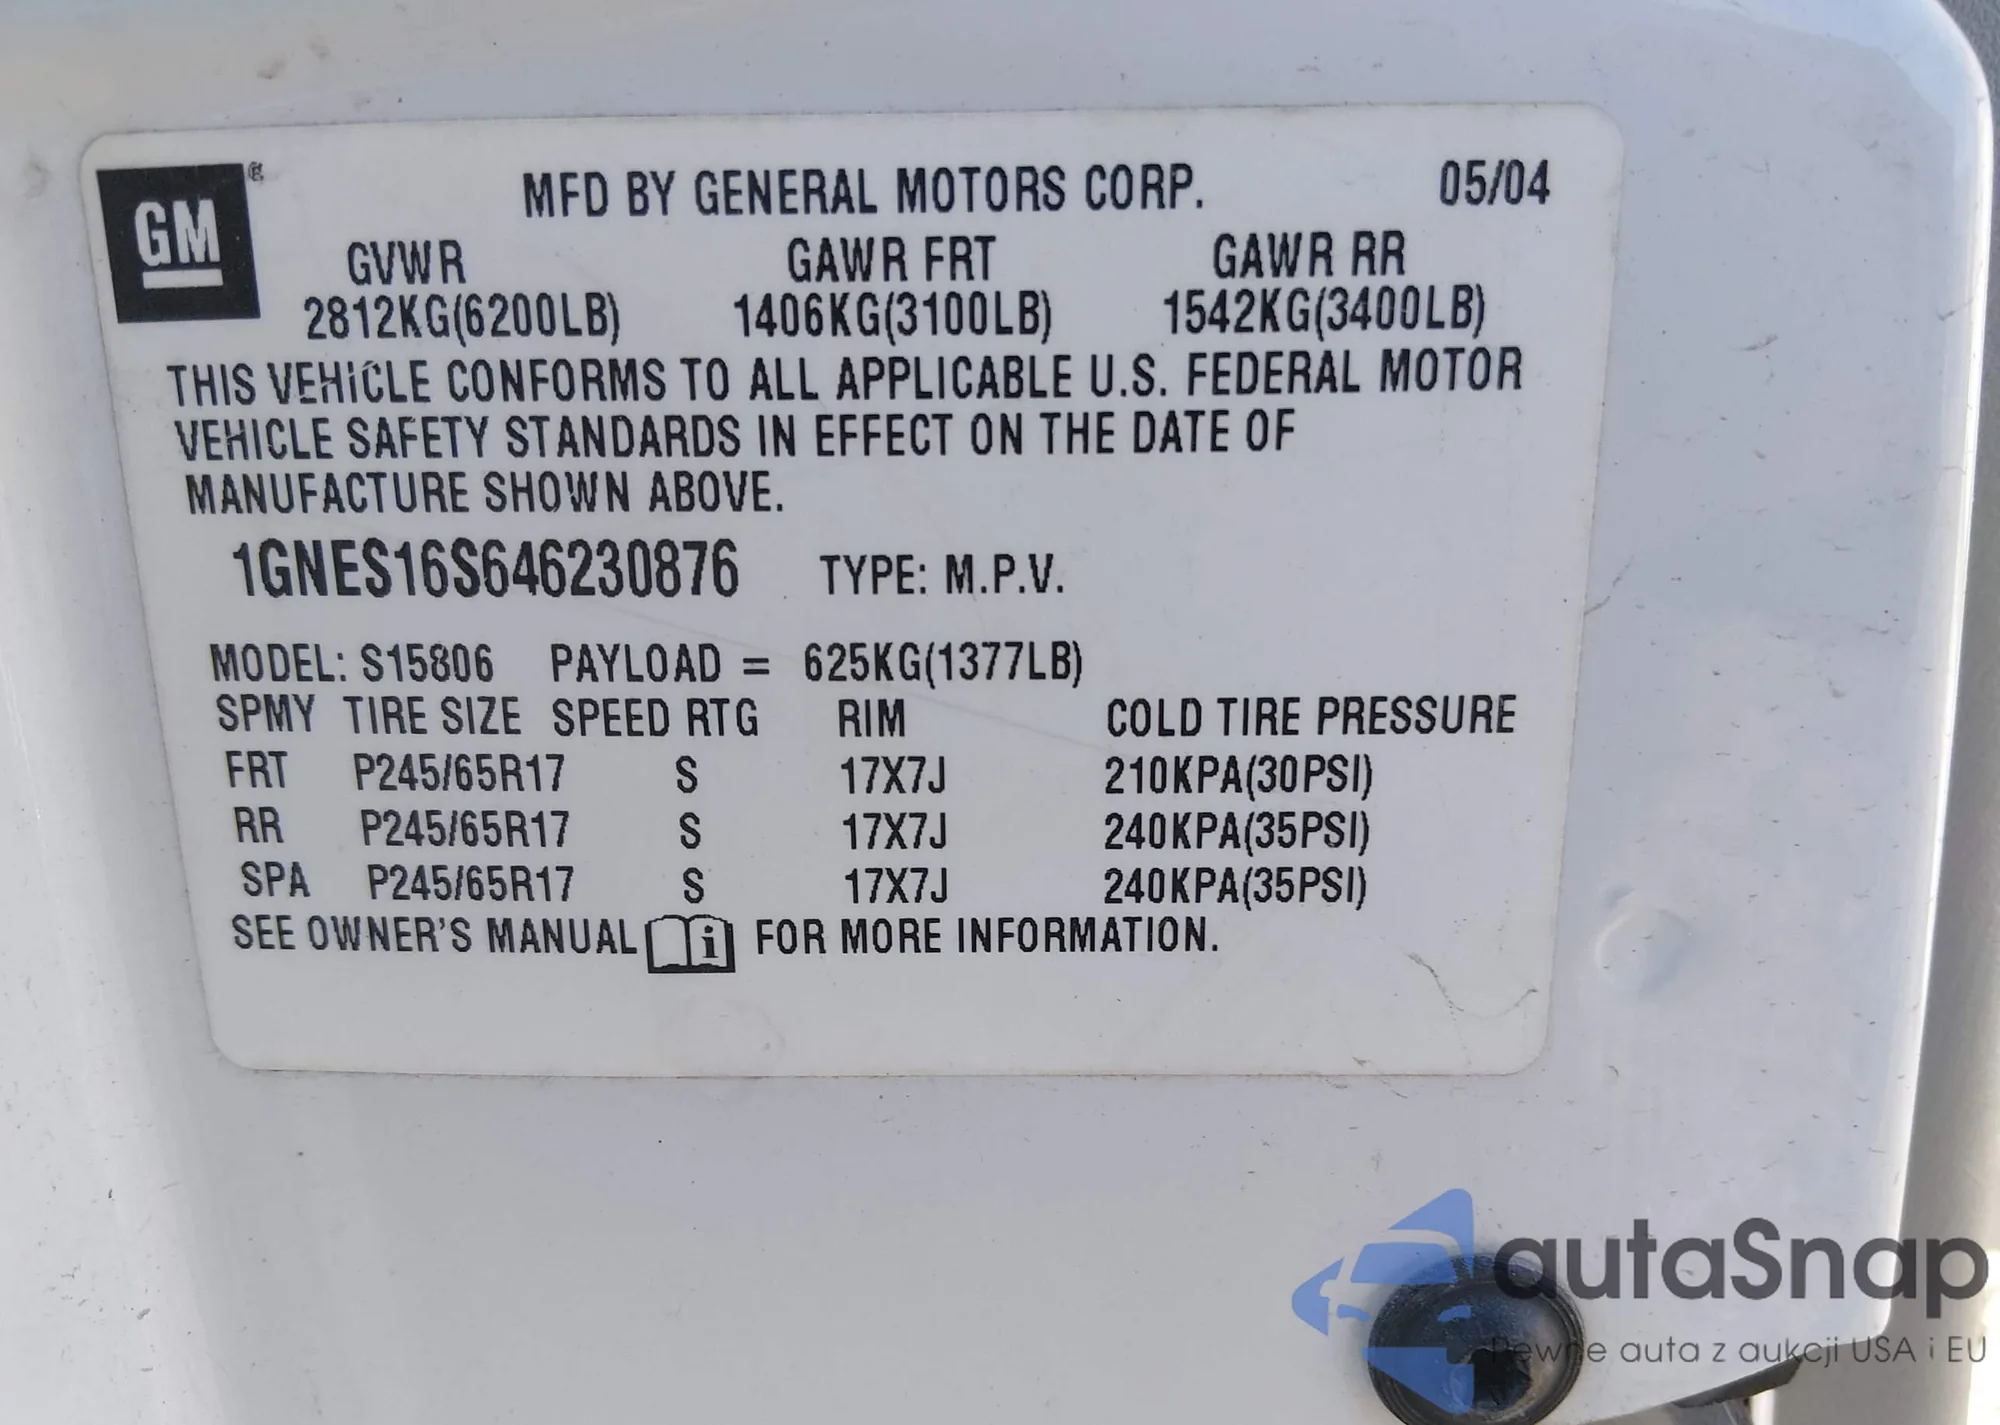 GM ®
MFD BY GENERAL MOTORS CORP. 05/04
GVWR GAWR FRT GAWR RR
2812KG(6200LB) 1406KG(3100LB) 1542KG(3400LB)
THIS VEHICLE CONFORMS TO ALL APPLICABLE U.S. FEDERAL MOTOR
VEHICLE SAFETY STANDARDS IN EFFECT ON THE DATE OF
MANUFACTURE SHOWN ABOVE.
1GNES16S646230876 TYPE: M.P.V.
MODEL: S15806 PAYLOAD = 625KG(1377LB)
SPMY TIRE SIZE SPEED RTG RIM COLD TIRE PRESSURE
FRT P245/65R17 S 17X7J 210KPA(30PSI)
RR P245/65R17 S 17X7J 240KPA(35PSI)
SPA P245/65R17 S 17X7J 240KPA(35PSI)
SEE OWNER'S MANUAL i FOR MORE INFORMATION.
autaSnap
Pewne auta z aukcji USA i EU